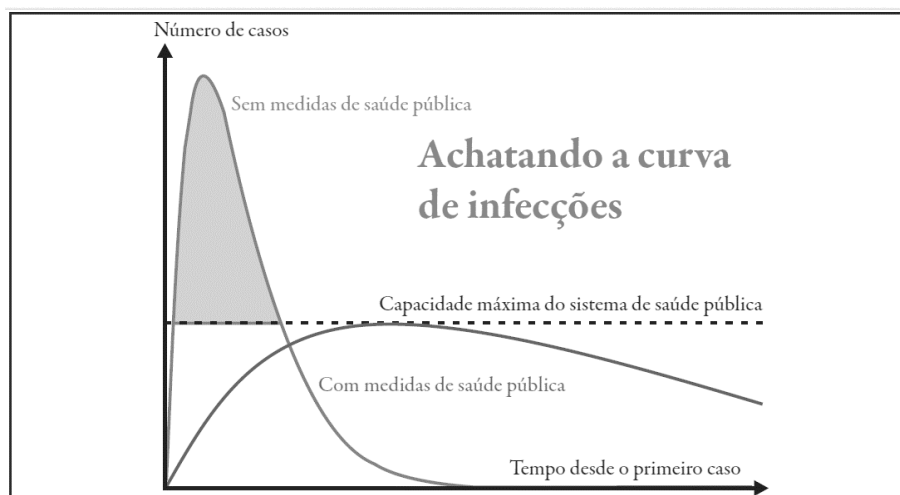 Número de casos
Sem medidas de saúde pública
Achatando a curva
de infecções
Capacidade máxima do sistema de saúde pública
Com medidas de saúde pública
Tempo desde o primeiro caso